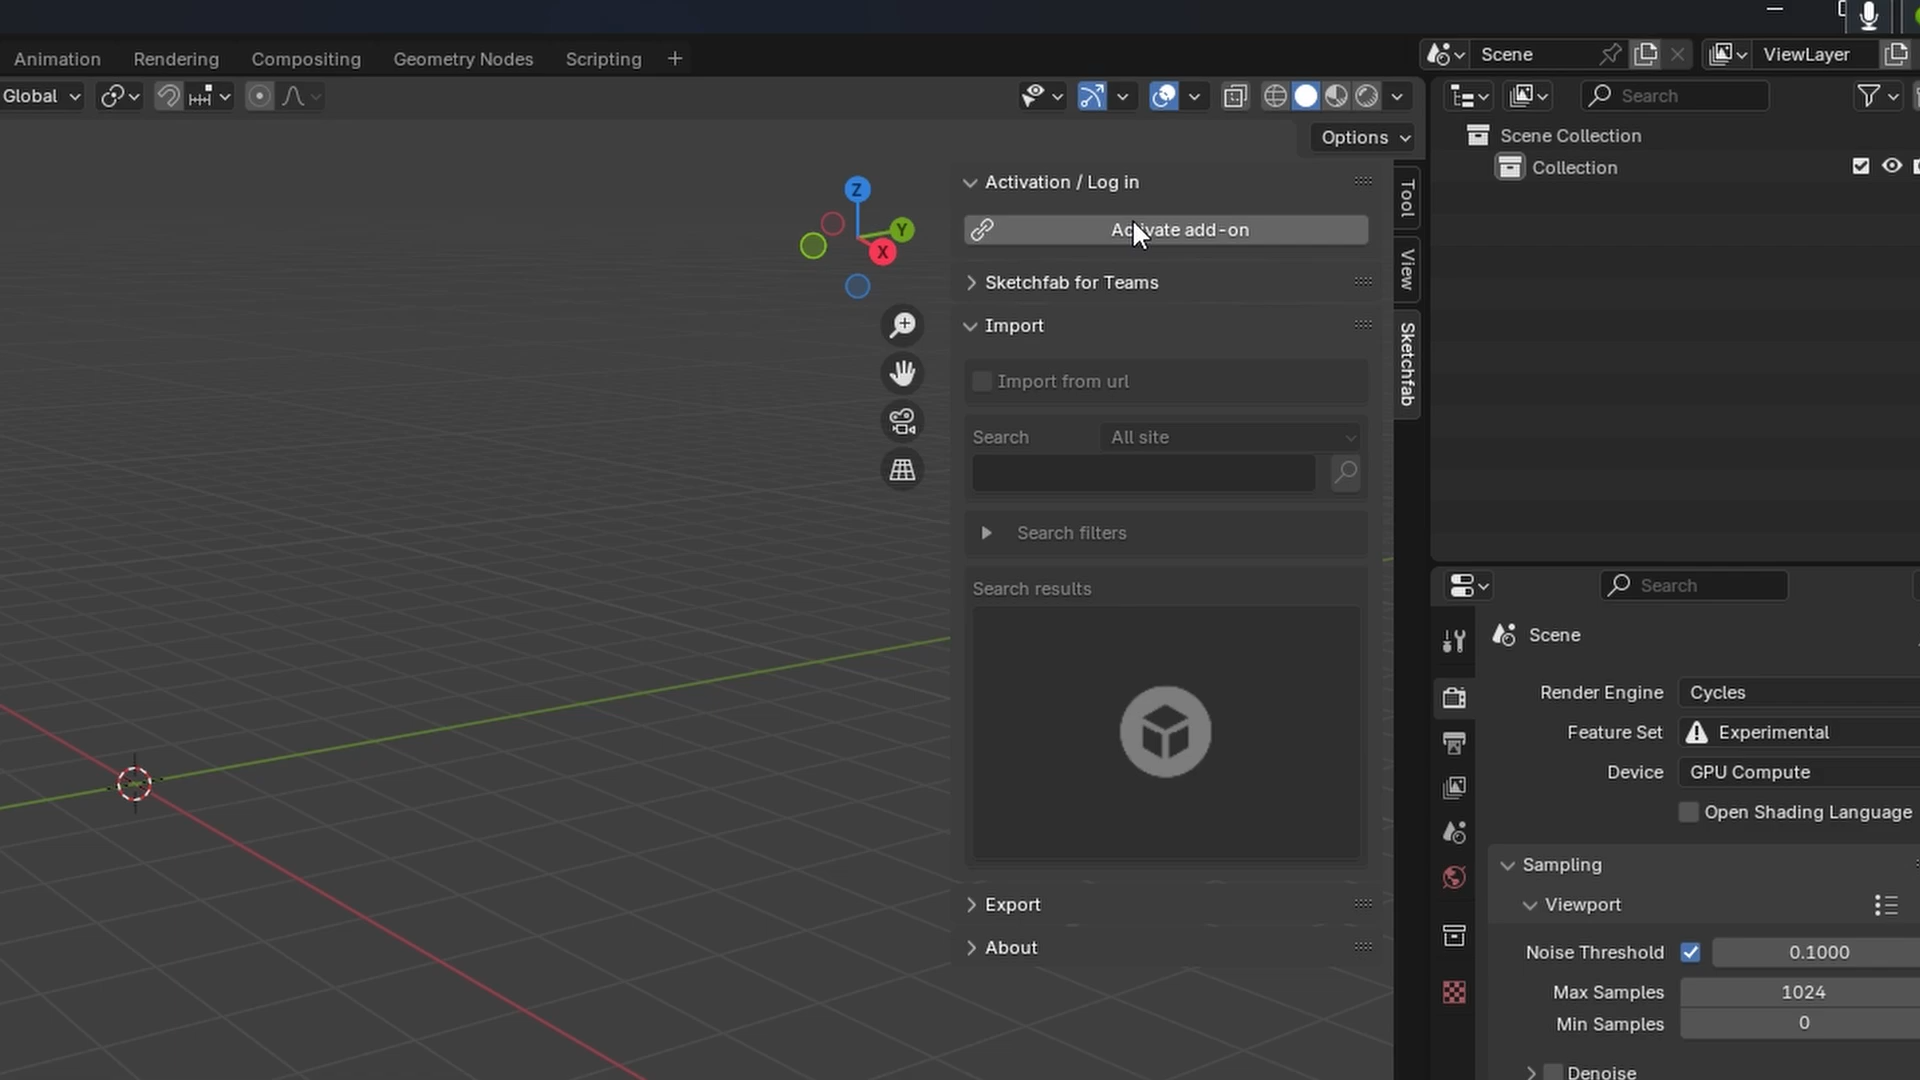 Animation Rendering Compositing Geometry Nodes Scripting +
Scene
ViewLayer
Global
Search
Options
Scene Collection
Collection
Z
Y
X
Activation / Log in
Activate add-on
Sketchfab for Teams
Import
Import from url
Search All site
Search filters
Search results
Export
About
Tool
View
Sketchfab
Search
Scene
Render Engine Cycles
Feature Set Experimental
Device GPU Compute
Open Shading Language
Sampling
Viewport
Noise Threshold 0.1000
Max Samples 1024
Min Samples 0
Denoise